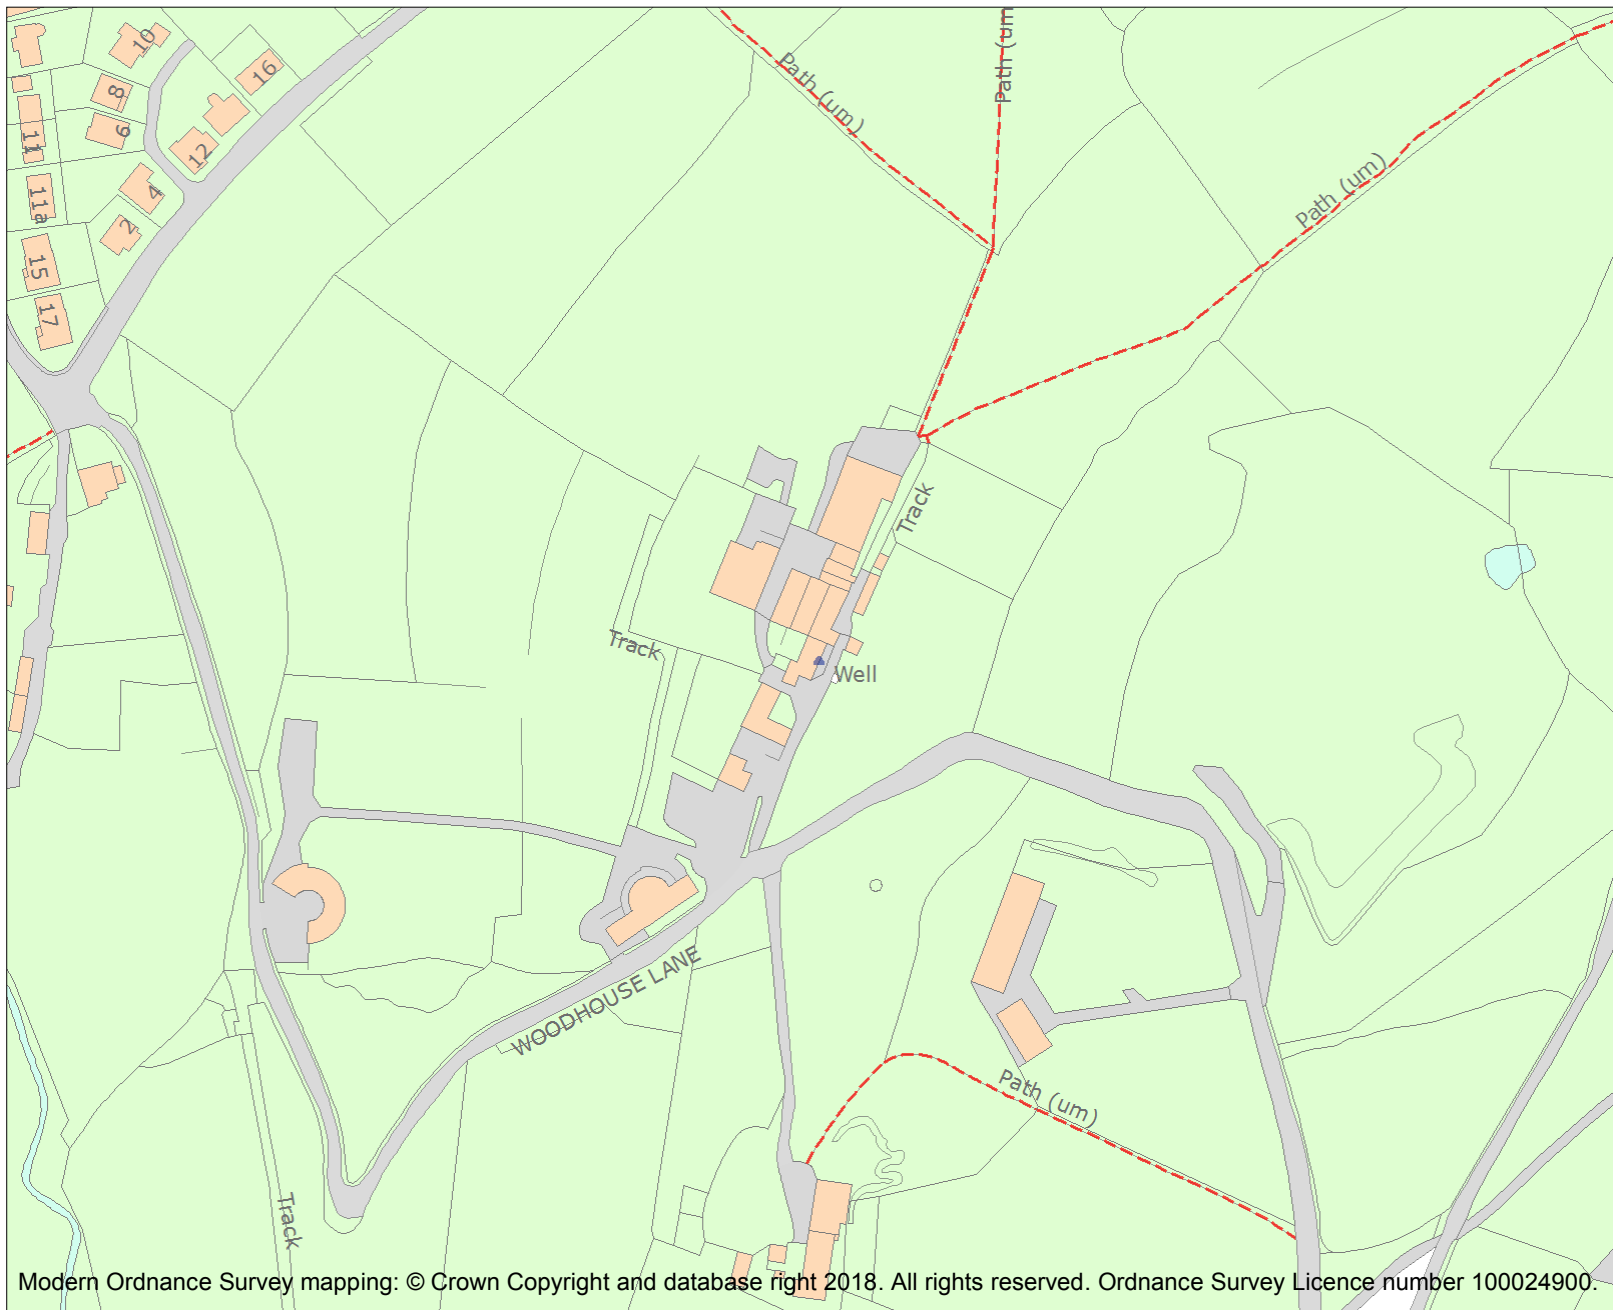 10
16
8
6
11
12
4
11a
2
15
17
Path (um)
Path (um
Path (um)
Track
Track
Well
WOODHOUSE LANE
Path (um)
Track
Modern Ordnance Survey mapping: © Crown Copyright and database right 2018. All rights reserved. Ordnance Survey Licence number 100024900.